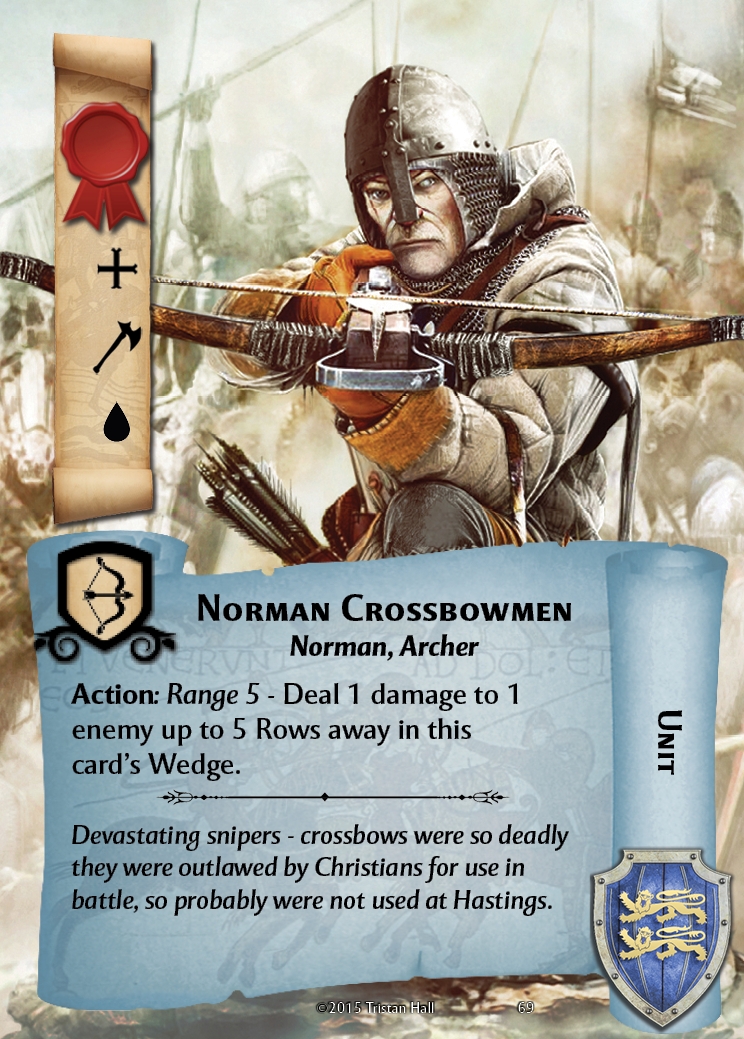 Norman Crossbowmen
Norman, Archer
Action: Range 5 - Deal 1 damage to 1
enemy up to 5 Rows away in this
card's Wedge.
Devastating snipers - crossbows were so deadly
they were outlawed by Christians for use in
battle, so probably were not used at Hastings.
Unit
©2015 Tristan Hall
69